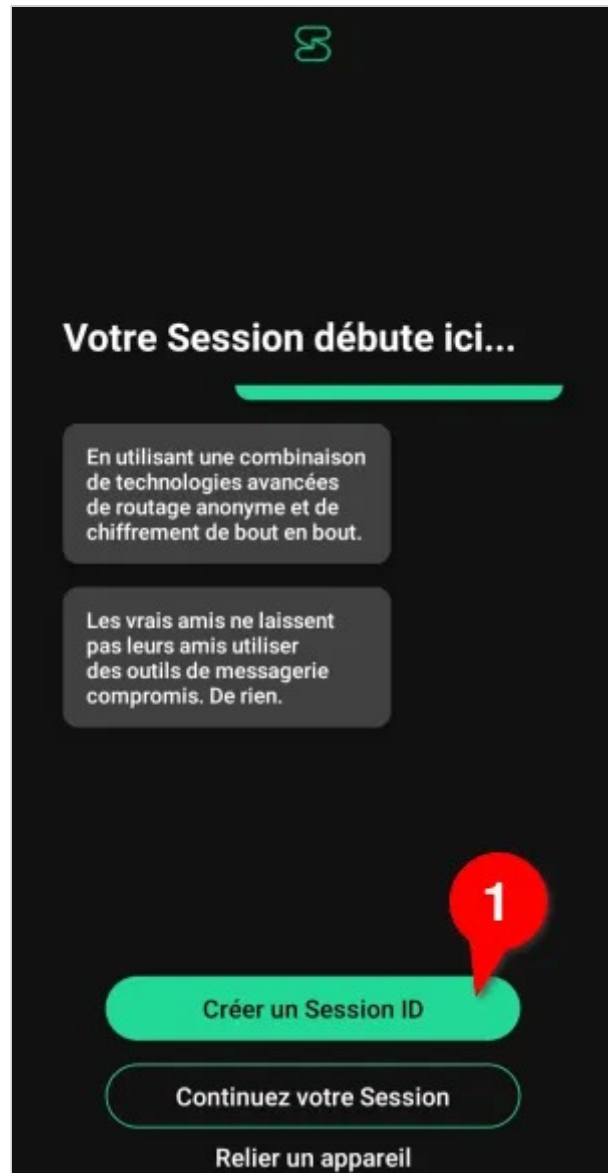 Votre Session débute ici...
En utilisant une combinaison
de technologies avancées
de routage anonyme et de
chiffrement de bout en bout.
Les vrais amis ne laissent
pas leurs amis utiliser
des outils de messagerie
compromis. De rien.
1
Créer un Session ID
Continuez votre Session
Relier un appareil